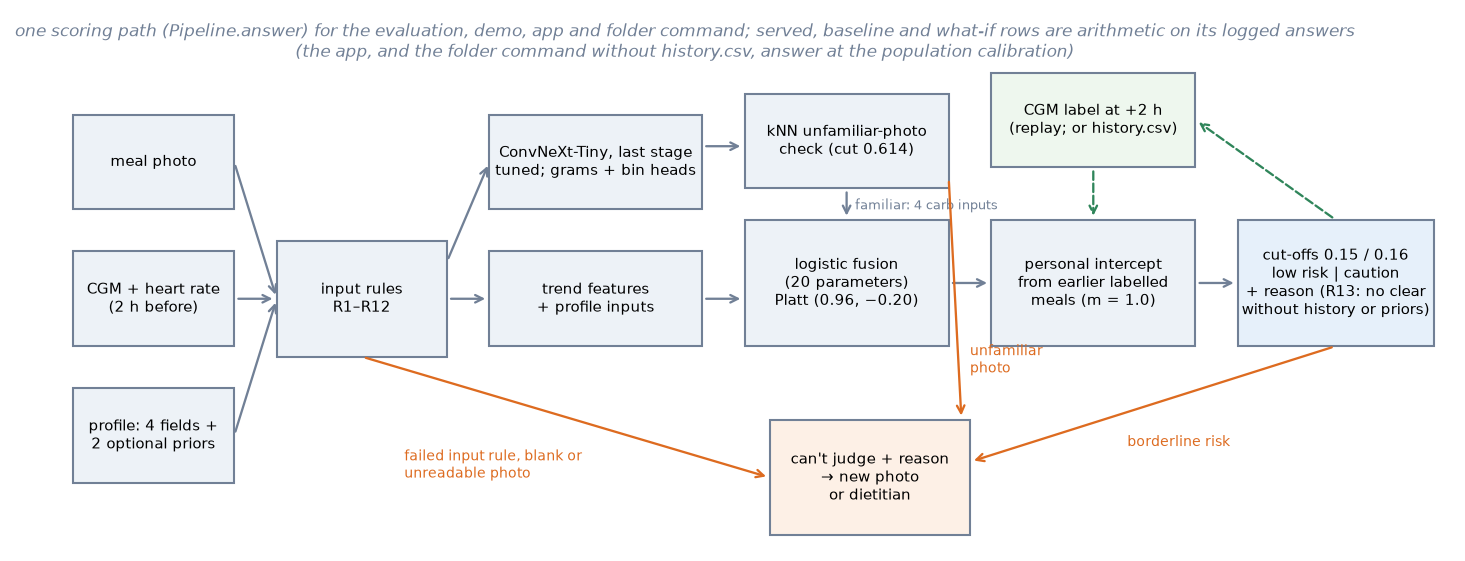 one scoring path (Pipeline.answer) for the evaluation, demo, app and folder command; served, baseline and what-if rows are arithmetic on its logged answers
(the app, and the folder command without history.csv, answer at the population calibration)
meal photo
CGM + heart rate
(2 h before)
profile: 4 fields +
2 optional priors
input rules
R1–R12
ConvNeXt-Tiny, last stage
tuned; grams + bin heads
trend features
+ profile inputs
kNN unfamiliar-photo
check (cut 0.614)
familiar: 4 carb inputs
logistic fusion
(20 parameters)
Platt (0.96, −0.20)
CGM label at +2 h
(replay; or history.csv)
personal intercept
from earlier labelled
meals (m = 1.0)
cut-offs 0.15 / 0.16
low risk | caution
+ reason (R13: no clear
without history or priors)
unfamiliar
photo
failed input rule, blank or
unreadable photo
borderline risk
can't judge + reason
→ new photo
or dietitian